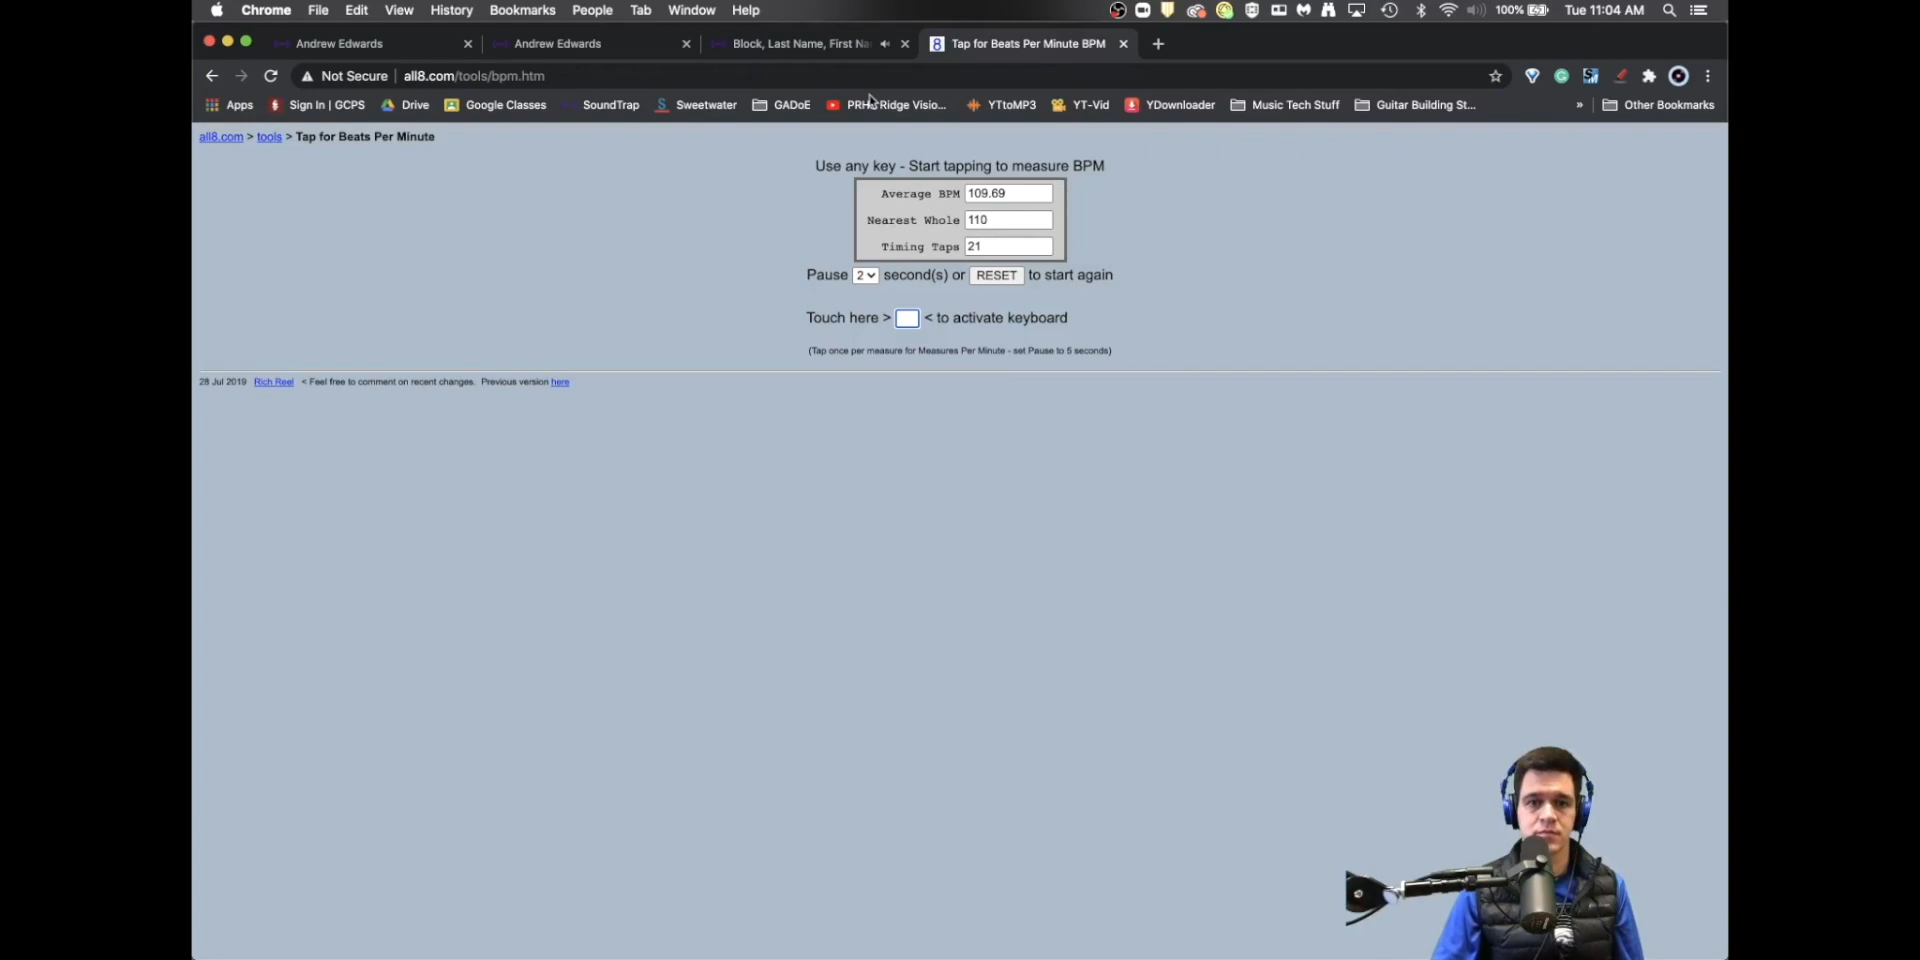 Chrome File Edit View History Bookmarks People Tab Window Help 100% Tue 11:04 AM
Andrew Edwards Andrew Edwards Block, Last Name, First Na Tap for Beats Per Minute BPM
Not Secure all8.com/tools/bpm.htm
Apps Sign In | GCPS Drive Google Classes SoundTrap Sweetwater GADoE Ridge Visio... YTtoMP3 YT-Vid YDownloader Music Tech Stuff Guitar Building St... » Other Bookmarks
all8.com > tools > Tap for Beats Per Minute
Use any key - Start tapping to measure BPM
Average BPM 109.69
Nearest Whole 110
Timing Taps 21
Pause 2 second(s) or RESET to start again
Touch here > < to activate keyboard
(Tap once per measure for Measures Per Minute - set Pause to 5 seconds)
28 Jul 2019 Rich Reel < Feel free to comment on recent changes. Previous version here